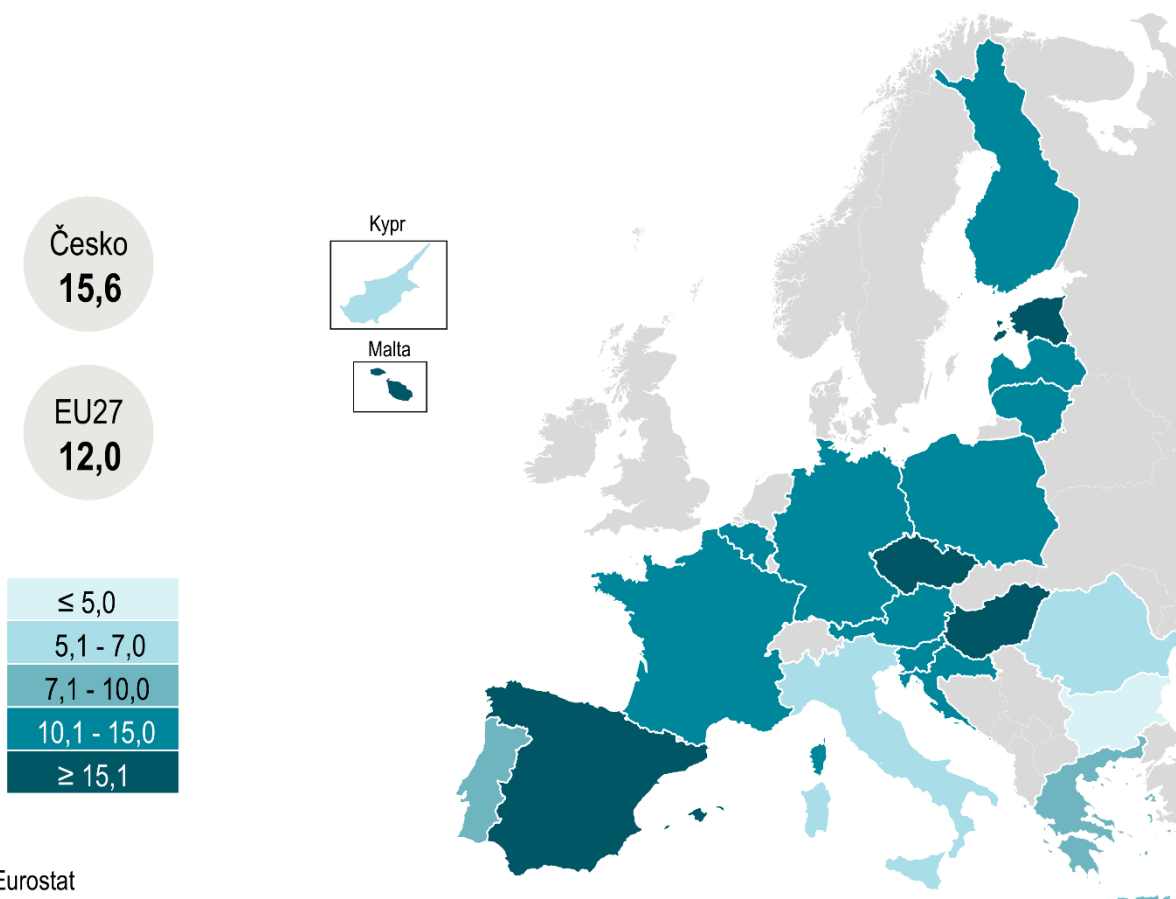 Česko
15,6
EU27
12,0
Kypr
Malta
≤ 5,0
5,1 - 7,0
7,1 - 10,0
10,1 - 15,0
≥ 15,1
Eurostat